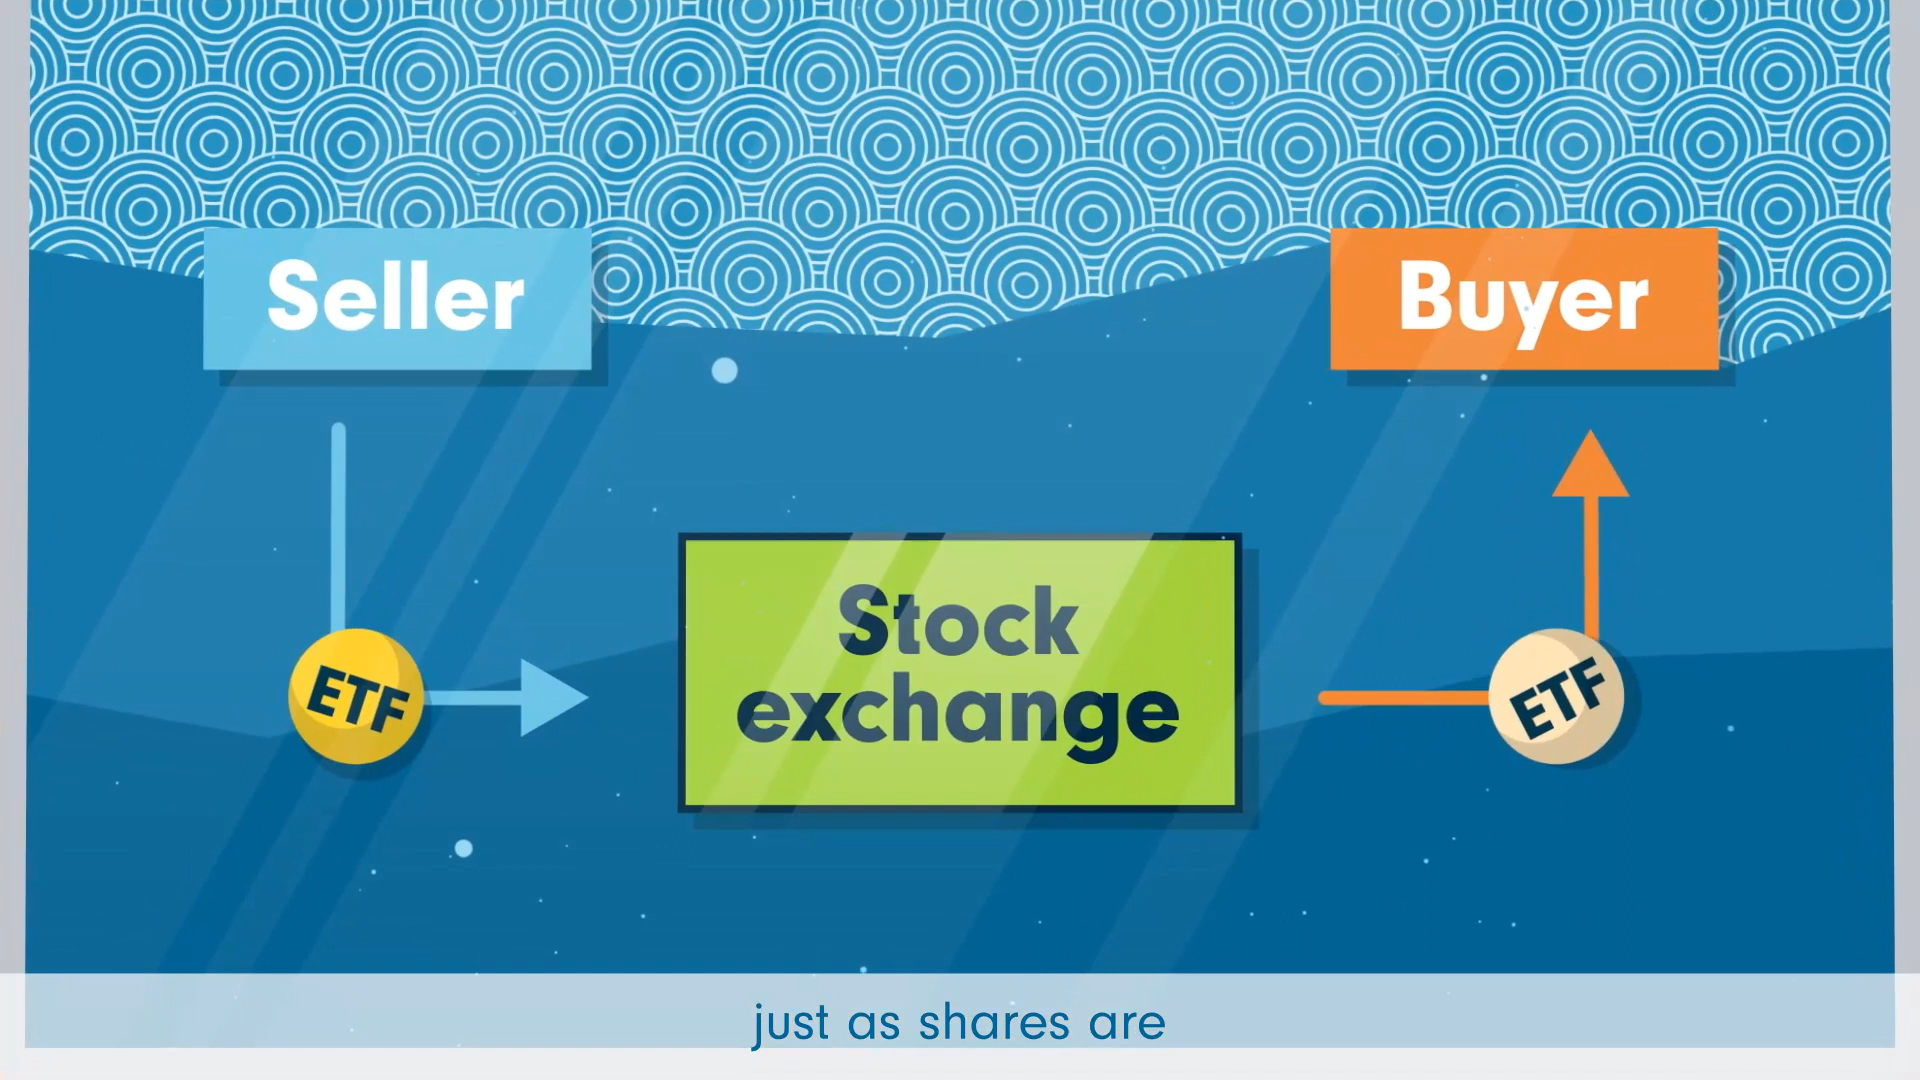 Seller
Buyer
Stock
exchange
ETF
ETF
just as shares are